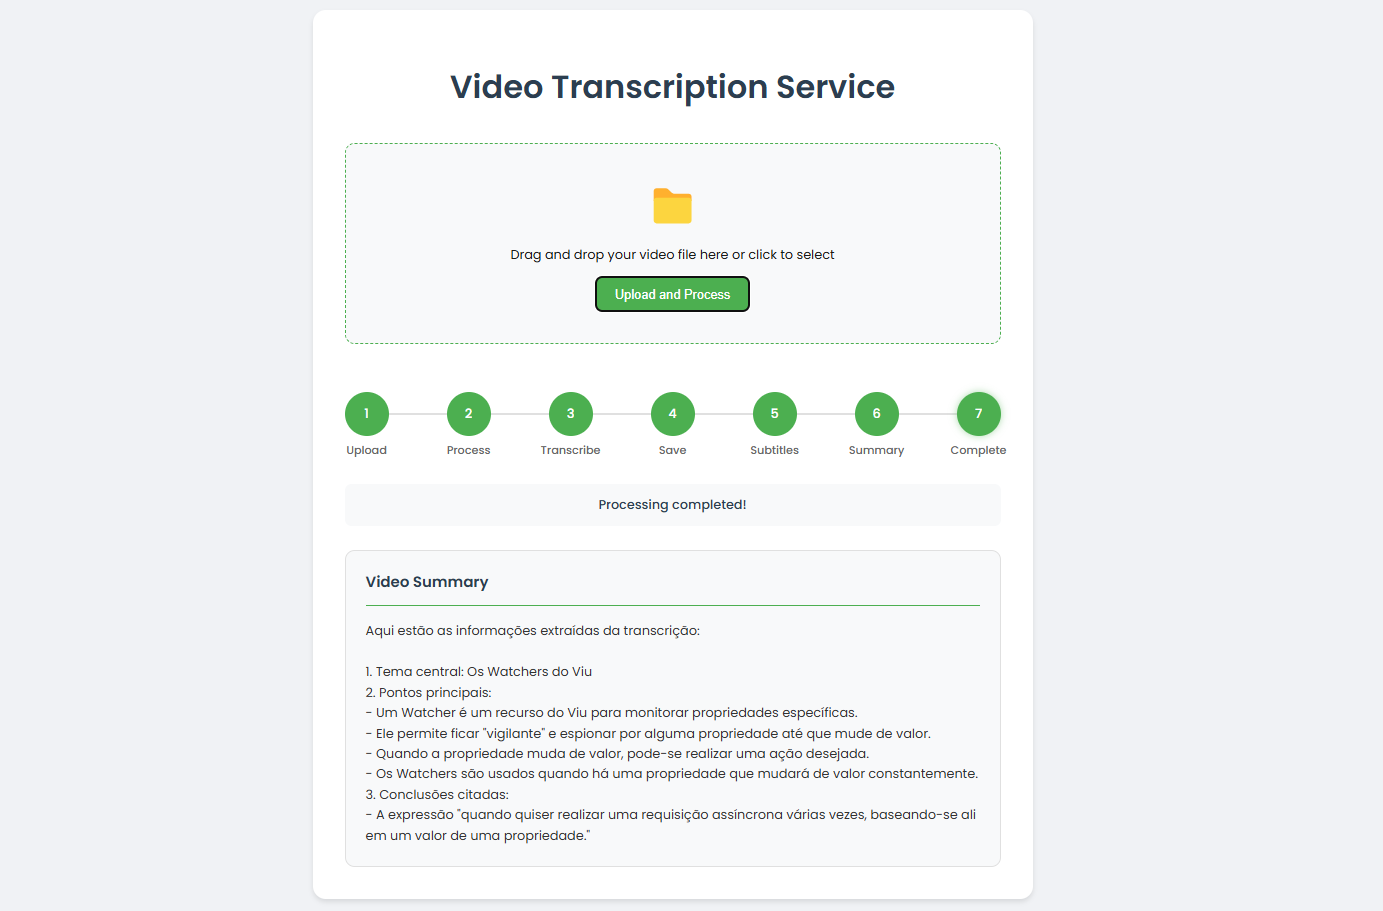 Video Transcription Service
Drag and drop your video file here or click to select
Upload and Process
1 2 3 4 5 6 7
Upload Process Transcribe Save Subtitles Summary Complete
Processing completed!
Video Summary
Aqui estão as informações extraídas da transcrição:
1. Tema central: Os Watchers do Viu
2. Pontos principais:
- Um Watcher é um recurso do Viu para monitorar propriedades específicas.
- Ele permite ficar "vigilante" e espionar por alguma propriedade até que mude de valor.
- Quando a propriedade muda de valor, pode-se realizar uma ação desejada.
- Os Watchers são usados quando há uma propriedade que mudará de valor constantemente.
3. Conclusões citadas:
- A expressão "quando quiser realizar uma requisição assíncrona várias vezes, baseando-se ali
em um valor de uma propriedade."